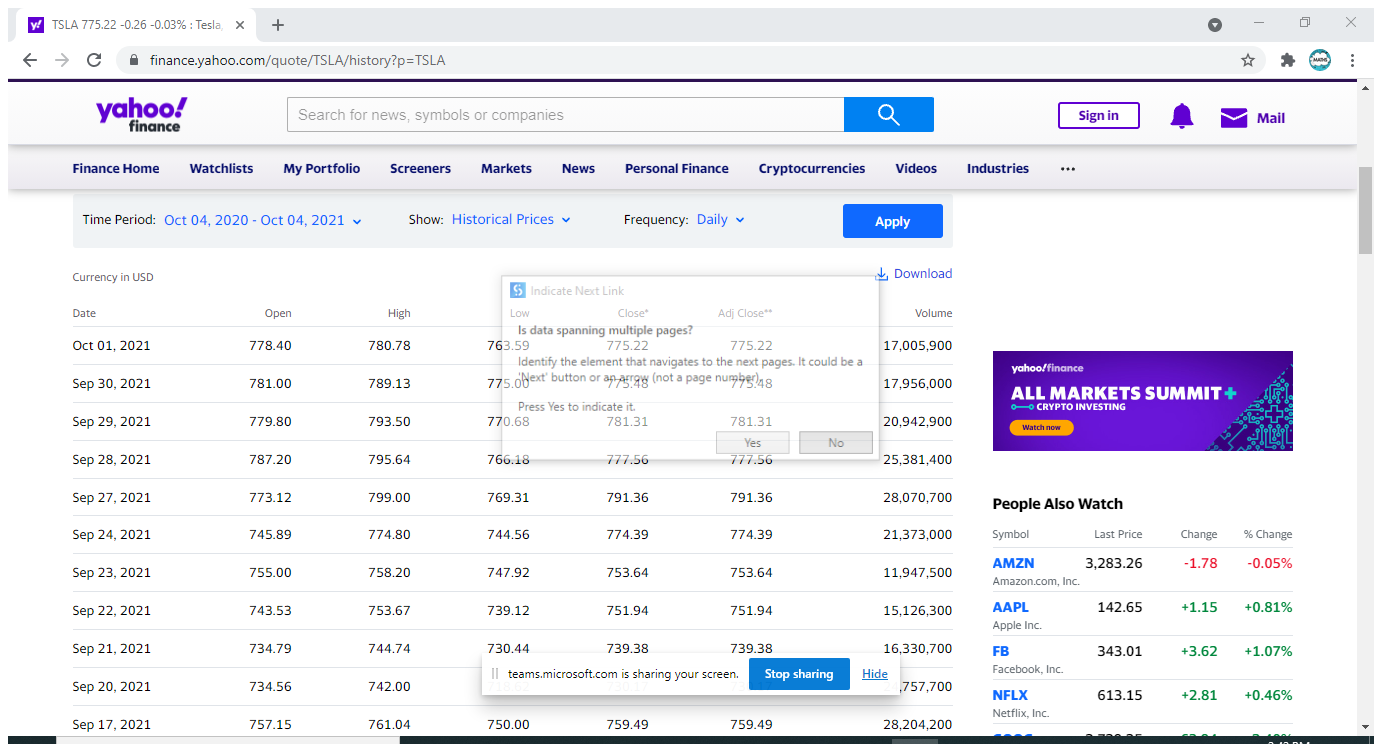 TSLA 775.22 -0.26 -0.03% : Tesla,
finance.yahoo.com/quote/TSLA/history?p=TSLA
yahoo!
finance
Search for news, symbols or companies
Sign in
Mail
Finance Home Watchlists My Portfolio Screeners Markets News Personal Finance Cryptocurrencies Videos Industries ...
Time Period: Oct 04, 2020 - Oct 04, 2021 Show: Historical Prices Frequency: Daily Apply
Currency in USD Download
Indicate Next Link
Date Open High Low Close* Adj Close** Volume
Is data spanning multiple pages?
Oct 01, 2021 778.40 780.78 763.59 775.22 775.22 17,005,900
Identify the element that navigates to the next pages. It could be a
'Next' button or an arrow (not a page number).
Sep 30, 2021 781.00 789.13 775.00 775.48 775.48 17,956,000
Press Yes to indicate it.
Sep 29, 2021 779.80 793.50 770.68 781.31 781.31 20,942,900
Yes No
Sep 28, 2021 787.20 795.64 766.18 777.56 777.56 25,381,400
Sep 27, 2021 773.12 799.00 769.31 791.36 791.36 28,070,700
Sep 24, 2021 745.89 774.80 744.56 774.39 774.39 21,373,000
Sep 23, 2021 755.00 758.20 747.92 753.64 753.64 11,947,500
Sep 22, 2021 743.53 753.67 739.12 751.94 751.94 15,126,300
Sep 21, 2021 734.79 744.74 730.44 739.38 739.38 16,330,700
Sep 20, 2021 734.56 742.00 ,757,700
teams.microsoft.com is sharing your screen. Stop sharing Hide
Sep 17, 2021 757.15 761.04 750.00 759.49 759.49 28,204,200
yahoo!finance
ALL MARKETS SUMMIT+
CRYPTO INVESTING
Watch now
People Also Watch
Symbol Last Price Change % Change
AMZN 3,283.26 -1.78 -0.05%
Amazon.com, Inc.
AAPL 142.65 +1.15 +0.81%
Apple Inc.
FB 343.01 +3.62 +1.07%
Facebook, Inc.
NFLX 613.15 +2.81 +0.46%
Netflix, Inc.